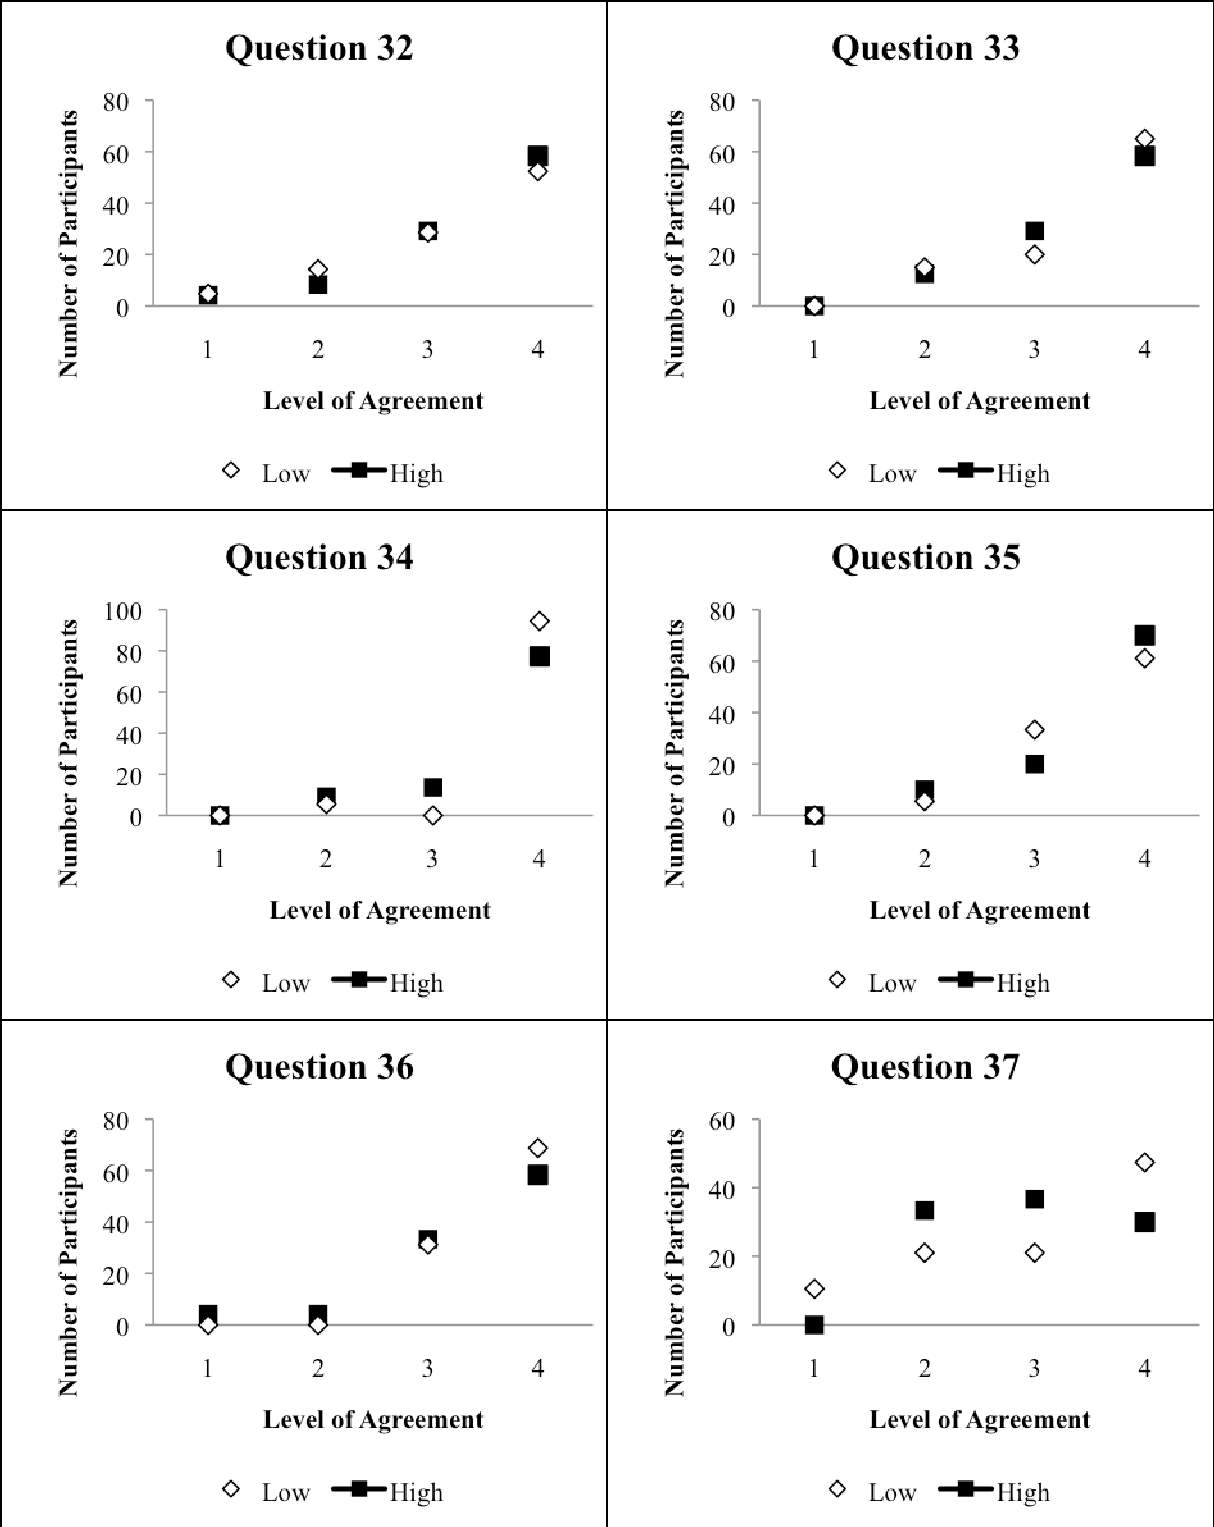 Question 32
Number of Participants
80
60
40
20
0
1 2 3 4
Level of Agreement
Low High
Question 33
Number of Participants
80
60
40
20
0
1 2 3 4
Level of Agreement
Low High
Question 34
Number of Participants
100
80
60
40
20
0
1 2 3 4
Level of Agreement
Low High
Question 35
Number of Participants
80
60
40
20
0
1 2 3 4
Level of Agreement
Low High
Question 36
Number of Participants
80
60
40
20
0
1 2 3 4
Level of Agreement
Low High
Question 37
Number of Participants
60
40
20
0
1 2 3 4
Level of Agreement
Low High